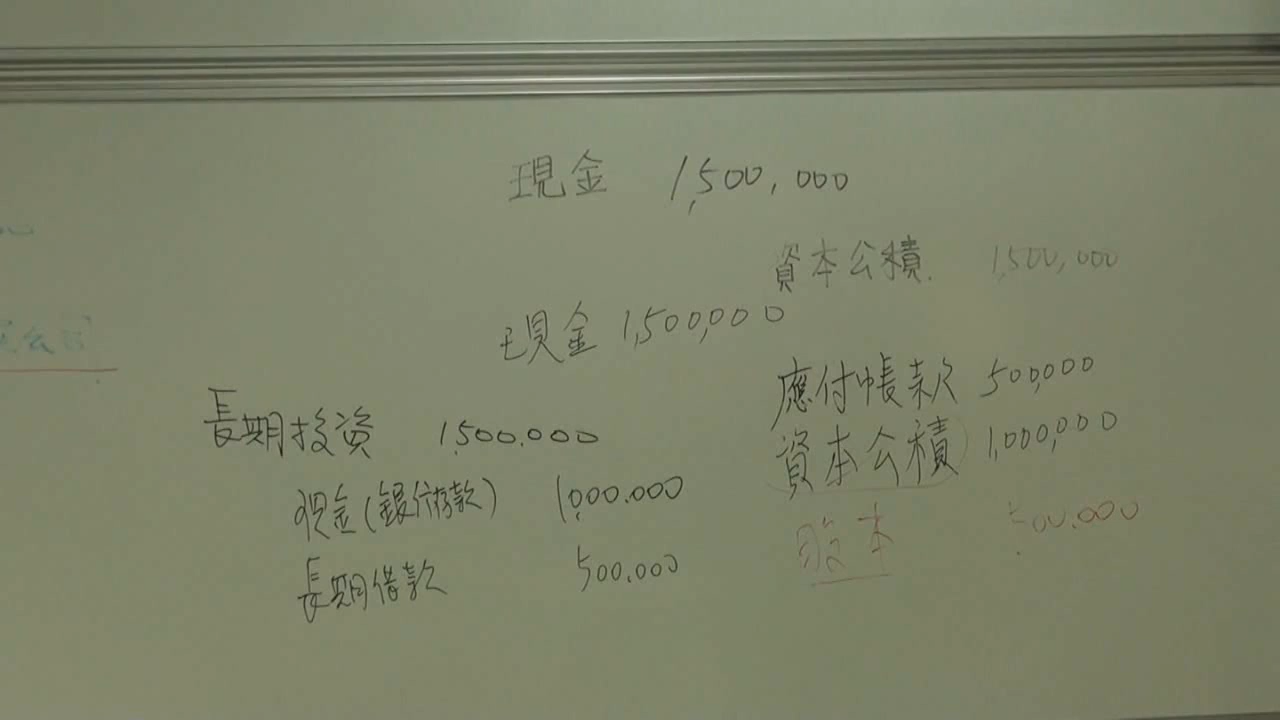 現金 1,500,000
資本公積 1,500,000
現金 1,500,000
應付帳款 500,000
資本公積 1,000,000
股本 500,000
長期投資 1,500,000
現金(銀行存款) 1,000,000
長期借款 500,000